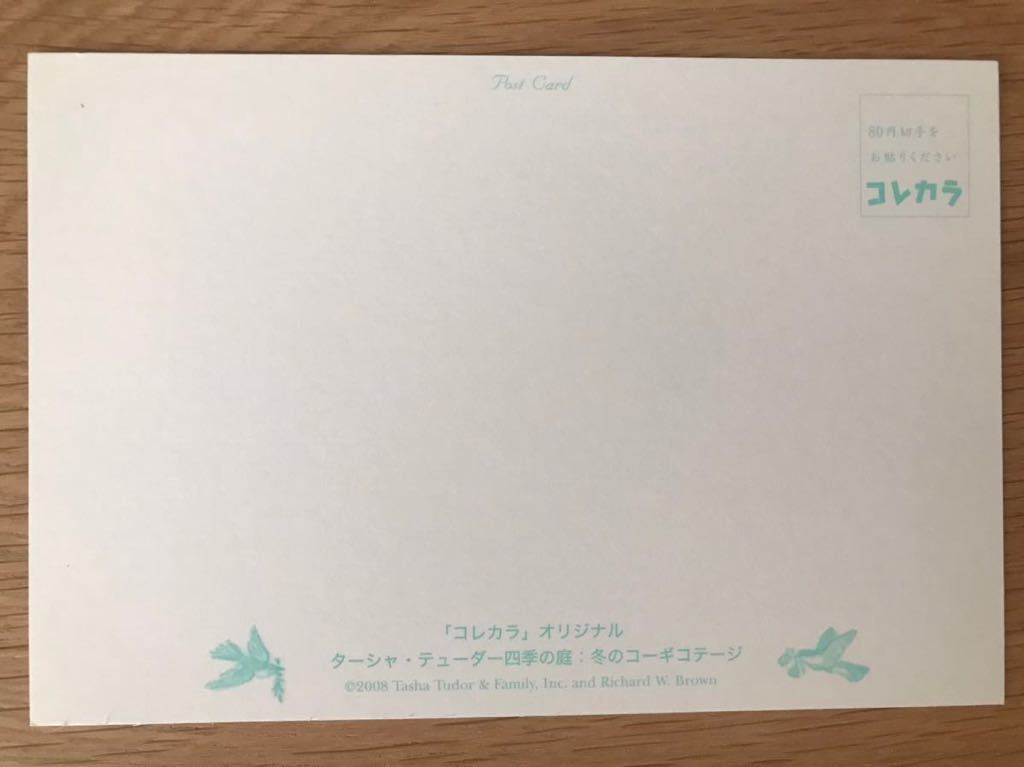 Post Card
80円切手を
お貼りください
コレカラ
「コレカラ」オリジナル
ターシャ・テューダー四季の庭：冬のコーギコテージ
©2008 Tasha Tudor & Family, Inc. and Richard W. Brown